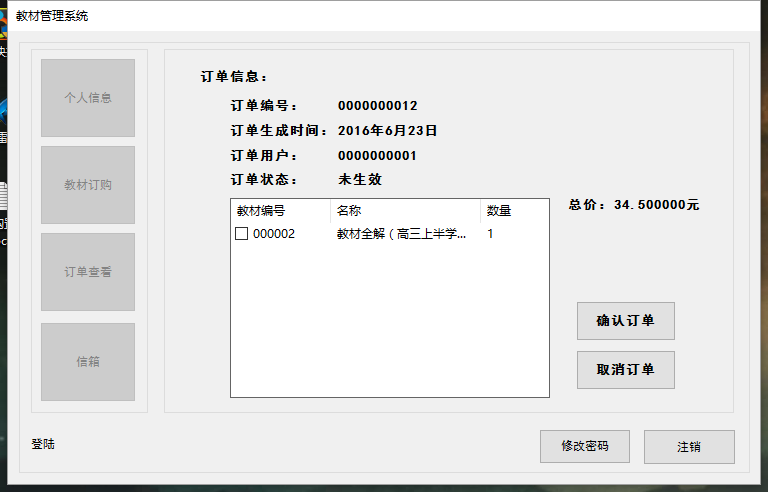 教材管理系统
个人信息
教材订购
订单查看
信箱
订单信息：
订单编号： 0000000012
订单生成时间： 2016年6月23日
订单用户： 0000000001
订单状态： 未生效
教材编号 名称 数量
000002 教材全解（高三上半学... 1
总价：34.500000元
确认订单
取消订单
登陆
修改密码
注销